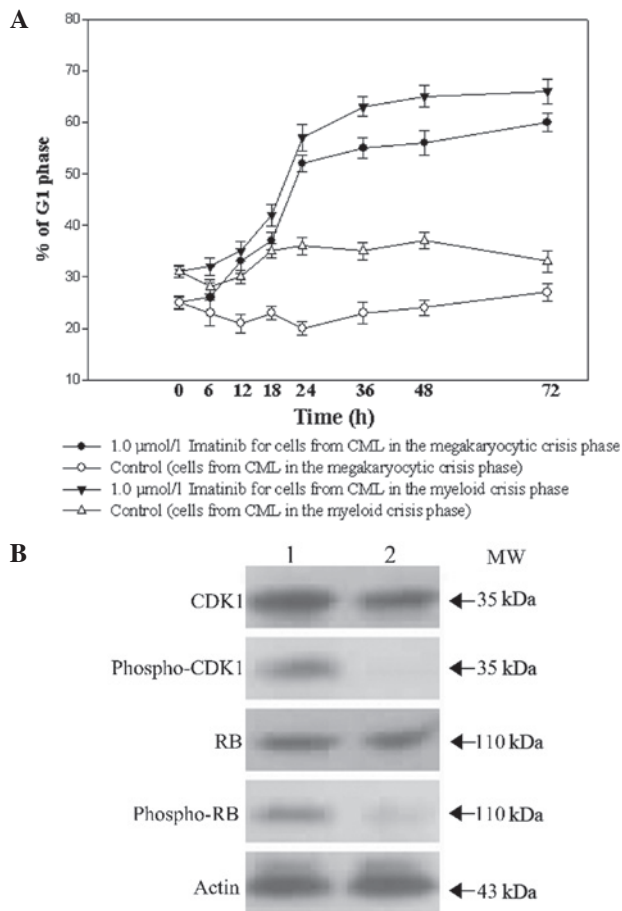 A
80
70
60
50
40
30
20
10
% of G1 phase
0 6 12 18 24 36 48 72
Time (h)
1.0 μmol/l Imatinib for cells from CML in the megakaryocytic crisis phase
Control (cells from CML in the megakaryocytic crisis phase)
1.0 μmol/l Imatinib for cells from CML in the myeloid crisis phase
Control (cells from CML in the myeloid crisis phase)
B
1 2 MW
CDK1 35 kDa
Phospho-CDK1 35 kDa
RB 110 kDa
Phospho-RB 110 kDa
Actin 43 kDa